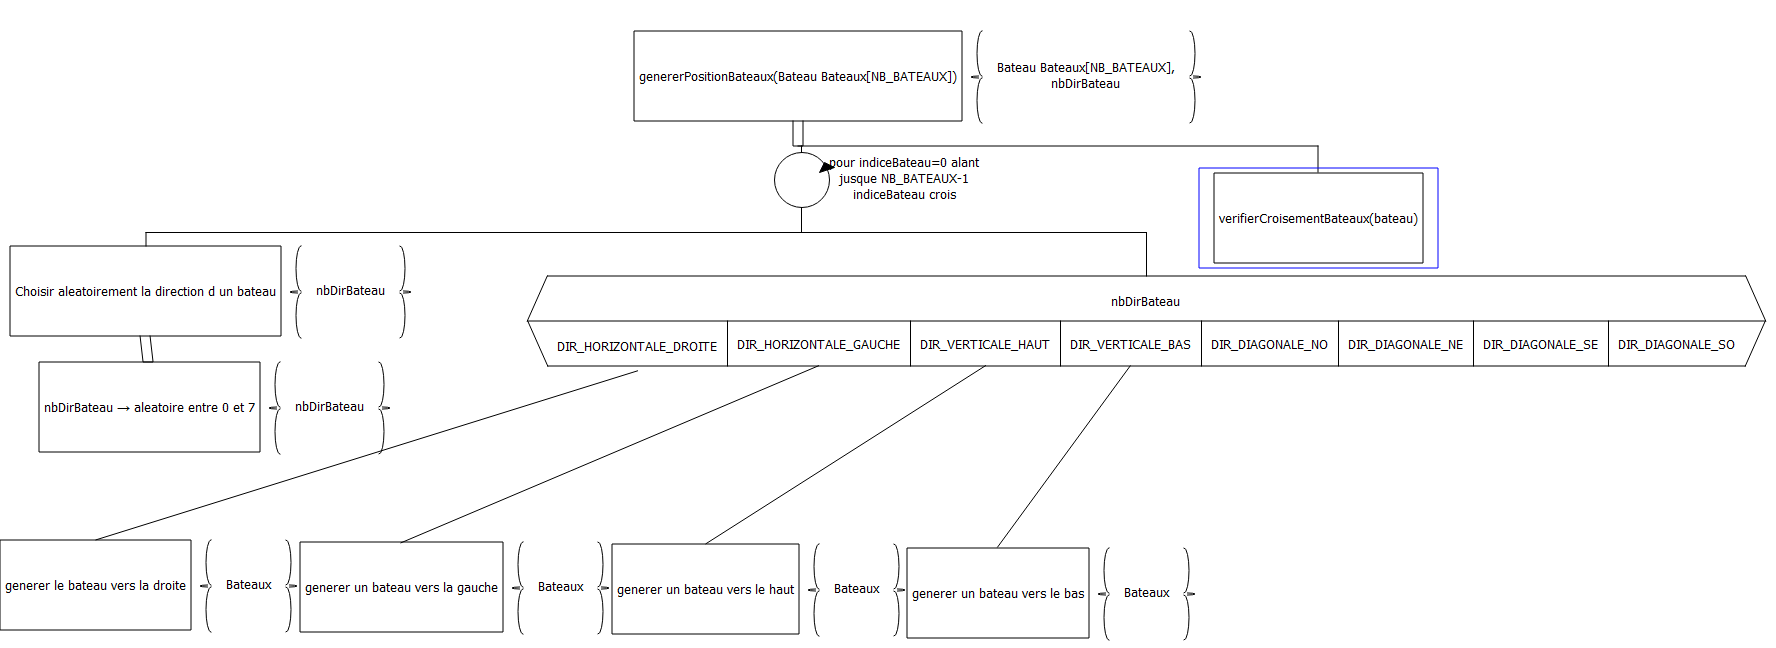 genererPositionBateaux(Bateau Bateaux[NB_BATEAUX])
Bateau Bateaux[NB_BATEAUX],
nbDirBateau
pour indiceBateau=0 alant
jusque NB_BATEAUX-1
indiceBateau crois
verifierCroisementBateaux(bateau)
Choisir aleatoirement la direction d un bateau
nbDirBateau
nbDirBateau
DIR_HORIZONTALE_DROITE
DIR_HORIZONTALE_GAUCHE
DIR_VERTICALE_HAUT
DIR_VERTICALE_BAS
DIR_DIAGONALE_NO
DIR_DIAGONALE_NE
DIR_DIAGONALE_SE
DIR_DIAGONALE_SO
nbDirBateau → aleatoire entre 0 et 7
nbDirBateau
generer le bateau vers la droite
Bateaux
generer un bateau vers la gauche
Bateaux
generer un bateau vers le haut
Bateaux
generer un bateau vers le bas
Bateaux